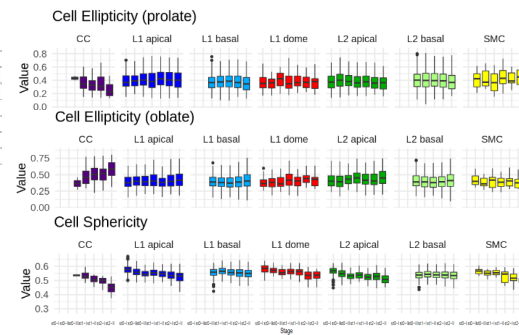 Cell Ellipticity (prolate)
CC L1 apical L1 basal L1 dome L2 apical L2 basal SMC
0.8
0.6
0.4
0.2
0.0
Value
Cell Ellipticity (oblate)
CC L1 apical L1 basal L1 dome L2 apical L2 basal SMC
0.75
0.50
0.25
0.00
Value
Cell Sphericity
CC L1 apical L1 basal L1 dome L2 apical L2 basal SMC
0.6
0.5
0.4
0.3
Value
Stage